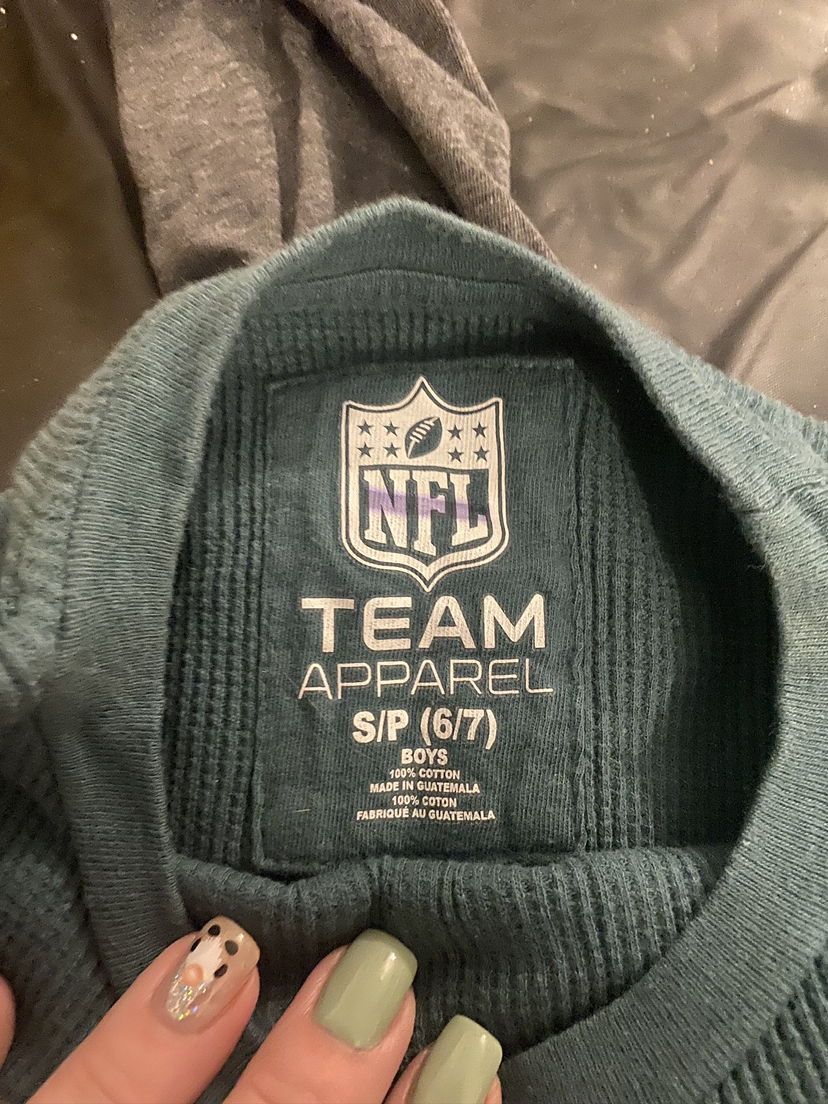 NFL
TEAM
APPAREL
S/P (6/7)
BOYS
100% COTTON
MADE IN GUATEMALA
100% COTON
FABRIQUÉ AU GUATEMALA